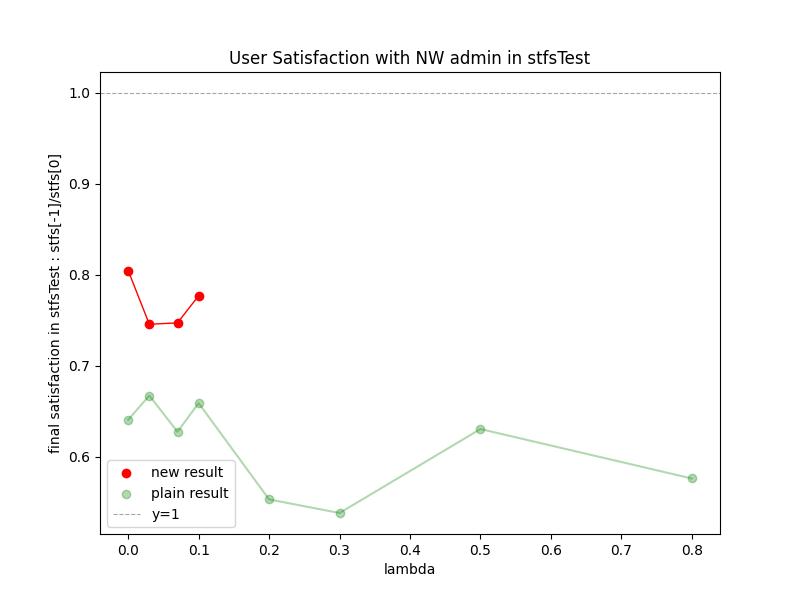 User Satisfaction with NW admin in stfsTest
final satisfaction in stfsTest : stfs[-1]/stfs[0]
1.0
0.9
0.8
0.7
0.6
new result
plain result
y=1
0.0 0.1 0.2 0.3 0.4 0.5 0.6 0.7 0.8
lambda